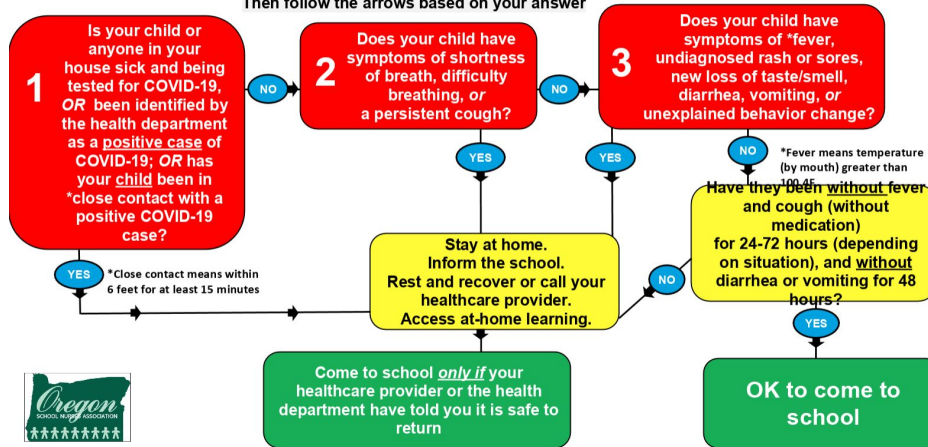 Then follow the arrows based on your answer
1
Is your child or
anyone in your
house sick and being
tested for COVID-19,
OR been identified by
the health department
as a positive case of
COVID-19; OR has
your child been in
*close contact with a
positive COVID-19
case?
NO
2
Does your child have
symptoms of shortness
of breath, difficulty
breathing, or
a persistent cough?
NO
3
Does your child have
symptoms of *fever,
undiagnosed rash or sores,
new loss of taste/smell,
diarrhea, vomiting, or
unexplained behavior change?
YES
YES
NO
*Fever means temperature
(by mouth) greater than
100.4F
YES
*Close contact means within
6 feet for at least 15 minutes
Stay at home.
Inform the school.
Rest and recover or call your
healthcare provider.
Access at-home learning.
NO
Have they been without fever
and cough (without
medication)
for 24-72 hours (depending
on situation), and without
diarrhea or vomiting for 48
hours?
YES
Come to school only if your
healthcare provider or the health
department have told you it is safe to
return
OK to come to
school
Oregon
SCHOOL NURSES ASSOCIATION